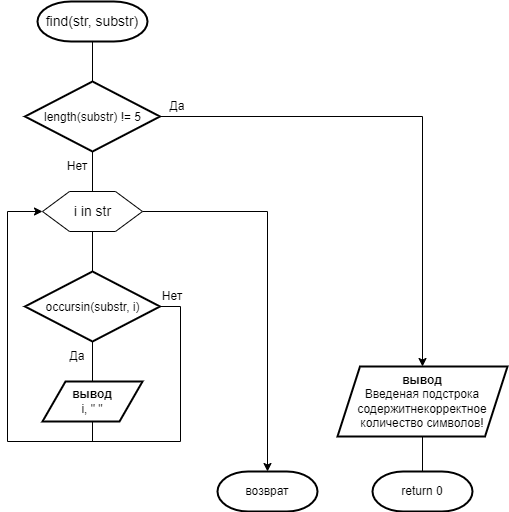 find(str, substr)
length(substr) != 5
Да
Нет
i in str
occursin(substr, i)
Нет
Да
вывод
i, " "
вывод
Введеная подстрока
содержитнекорректное
количество символов!
возврат
return 0